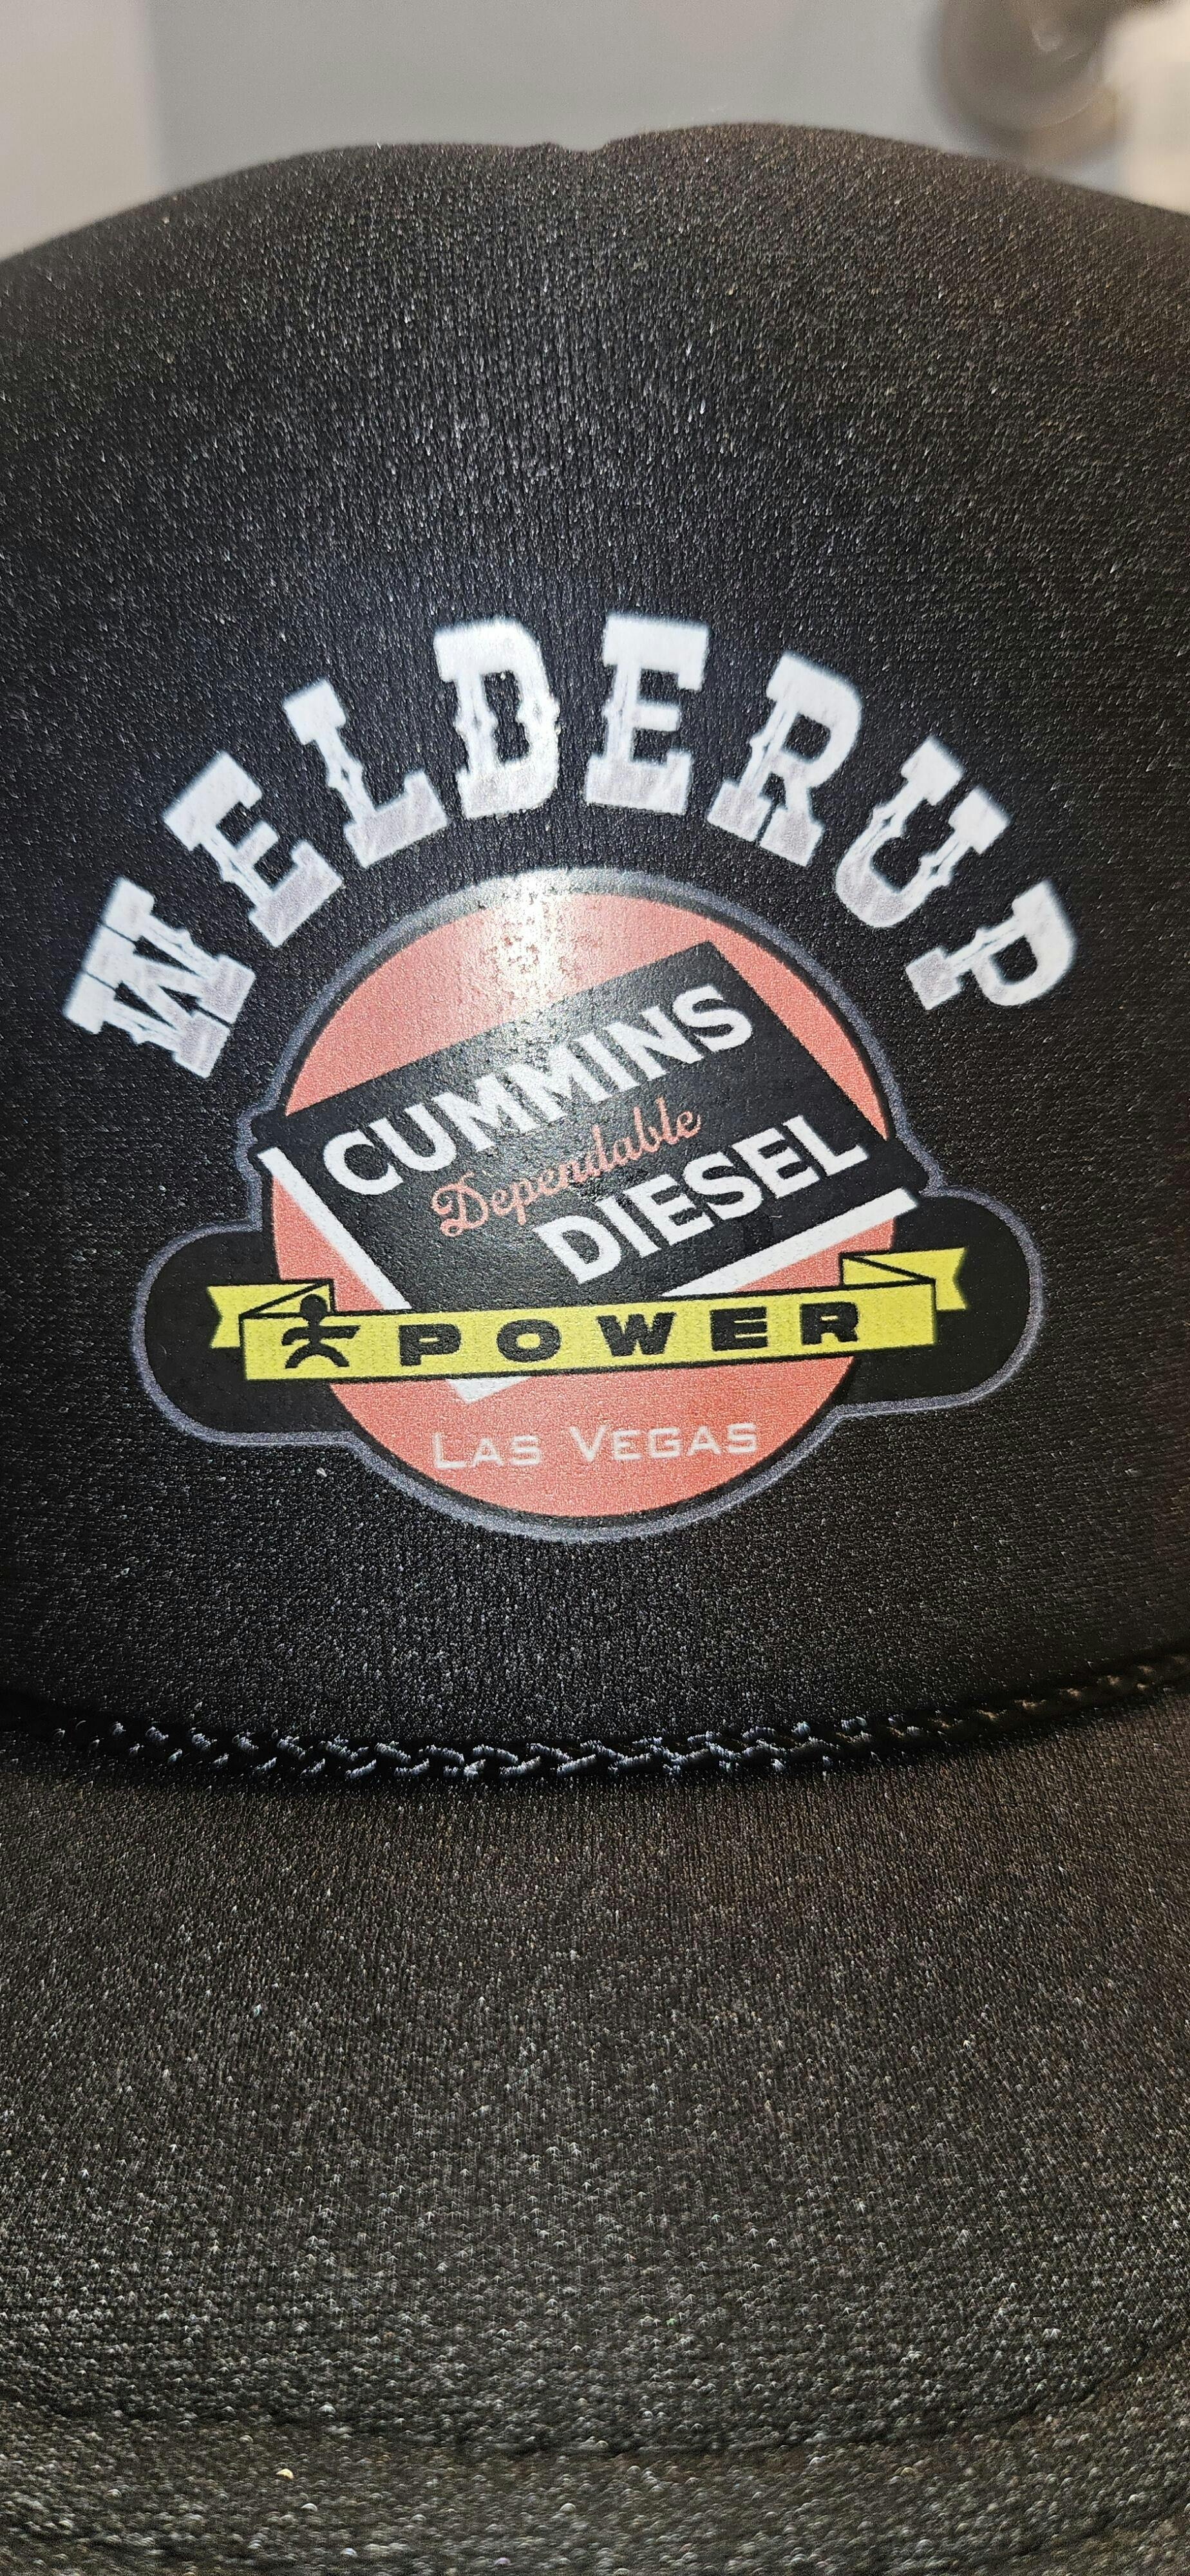 WELDERUP
CUMMINS
Dependable
DIESEL
POWER
LAS VEGAS